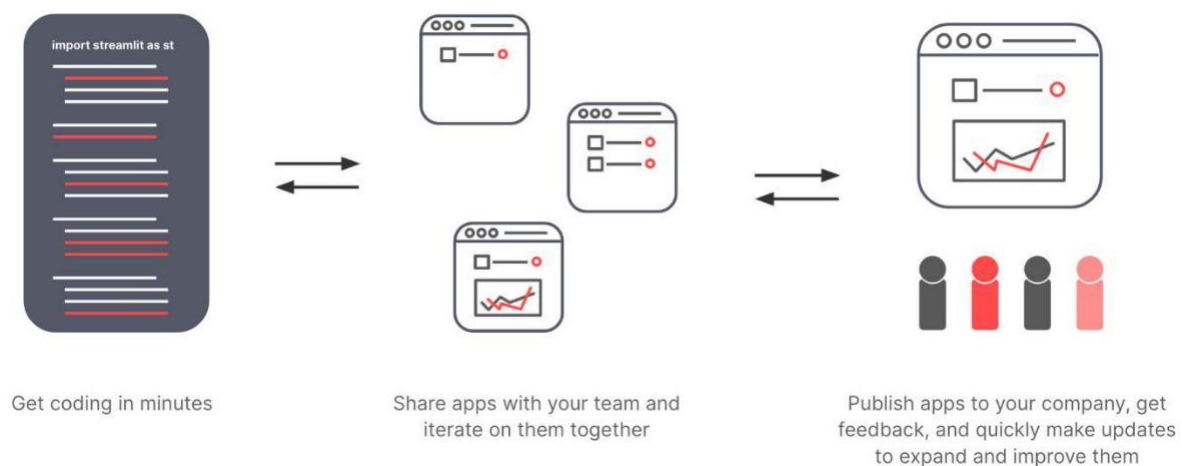 import streamlit as st
Get coding in minutes
Share apps with your team and
iterate on them together
Publish apps to your company, get
feedback, and quickly make updates
to expand and improve them